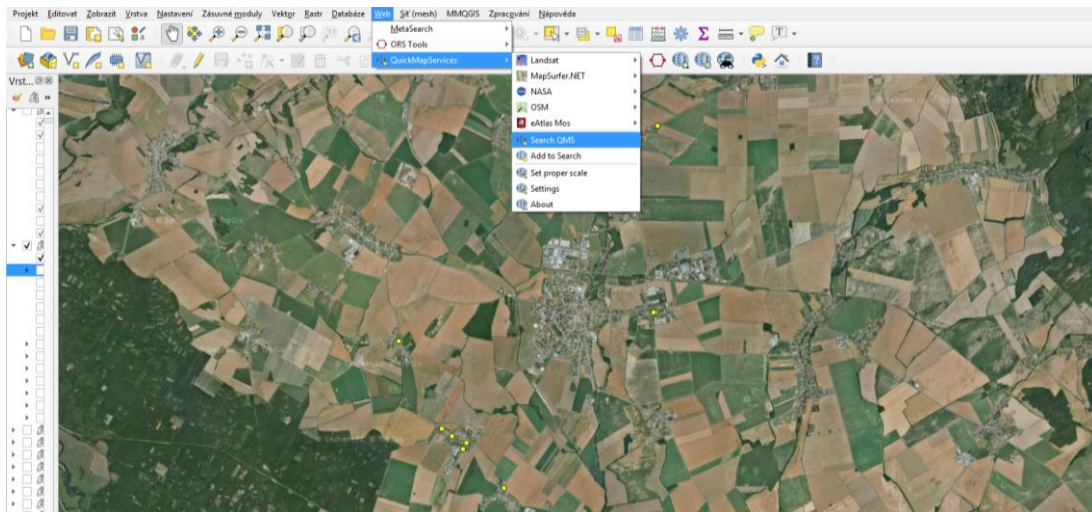 Projekt Editovat Zobrazit Vrstva Nastavení Zásuvné moduly Vektor Rastr Databáze Web Síť (mesh) MMQGIS Zpracování Nápověda
MetaSearch
ORS Tools
QuickMapServices
Landsat
MapSurfer.NET
NASA
OSM
eAtlas Mos
Search QMS
Add to Search
Set proper scale
Settings
About
Vrst...